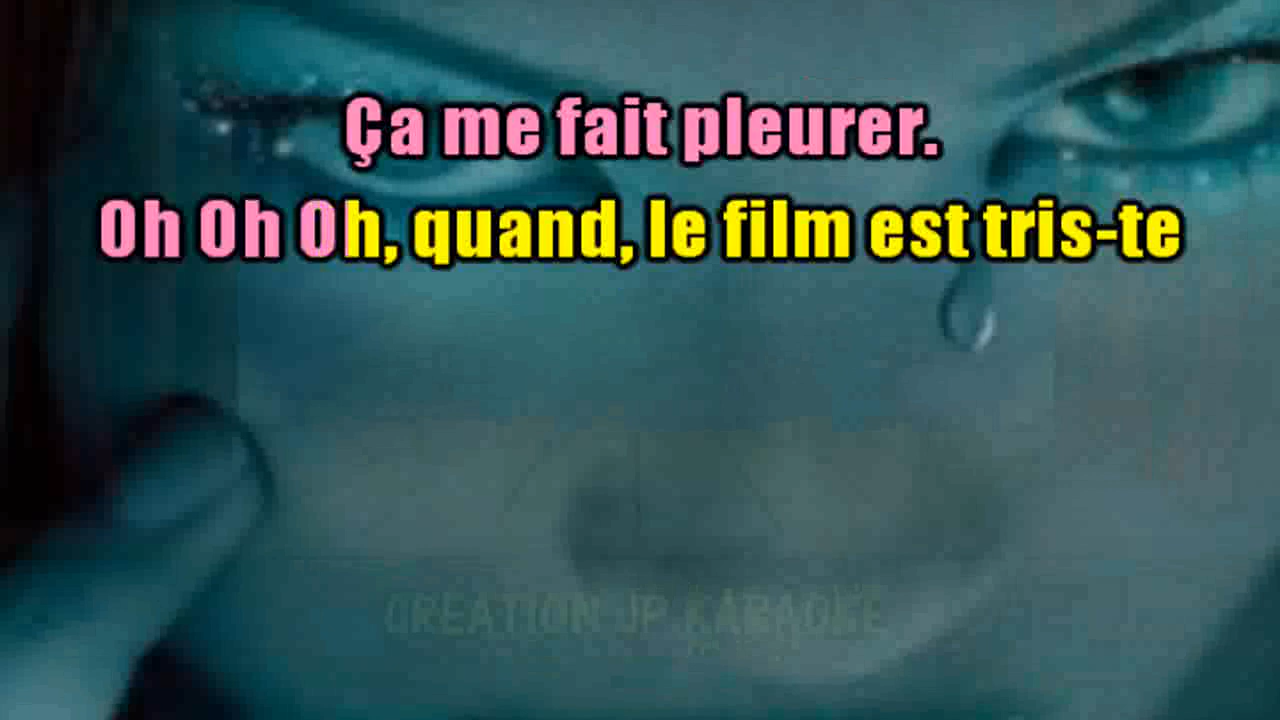 Ça me fait pleurer.
Oh Oh Oh, quand, le film est tris-te
CREATION JP KARAOKE